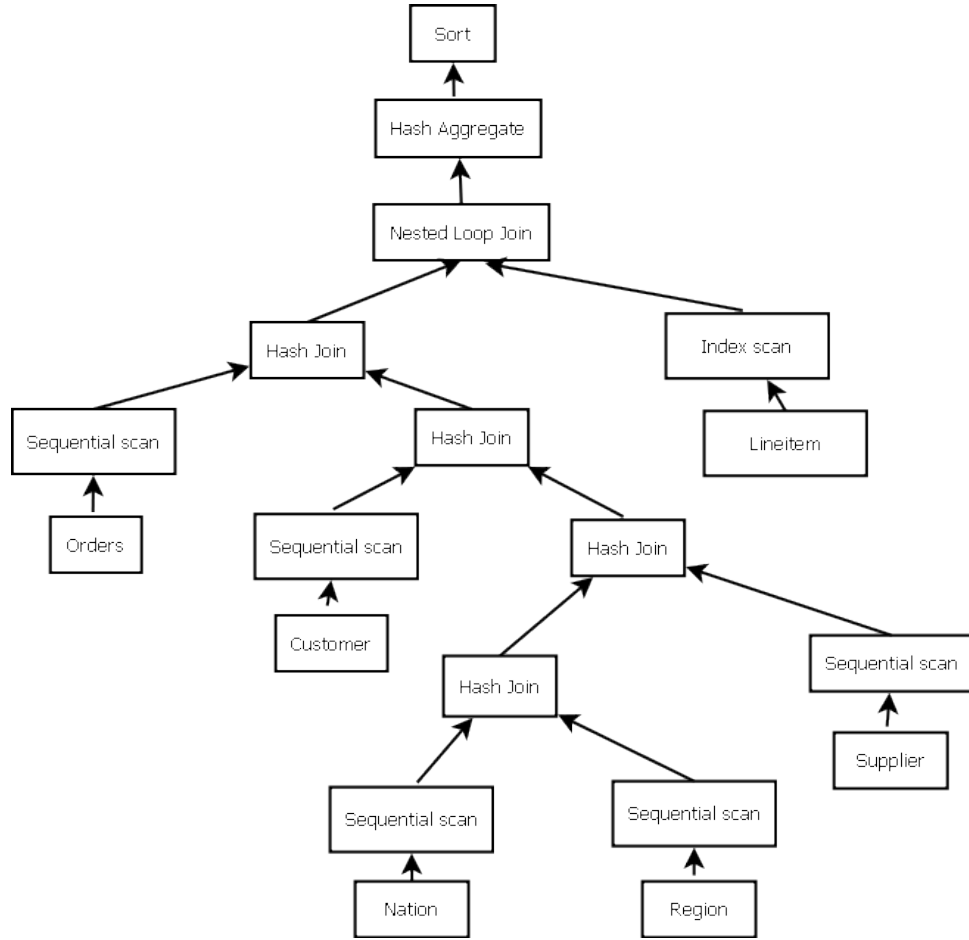 Sort
Hash Aggregate
Nested Loop Join
Hash Join
Index scan
Sequential scan
Hash Join
Lineitem
Orders
Sequential scan
Hash Join
Customer
Hash Join
Sequential scan
Supplier
Sequential scan
Sequential scan
Nation
Region